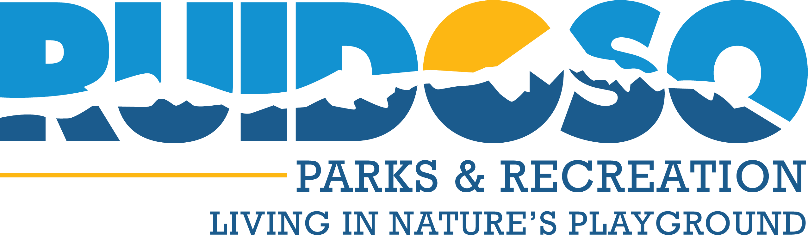 RUIDOSO
PARKS & RECREATION
LIVING IN NATURE'S PLAYGROUND